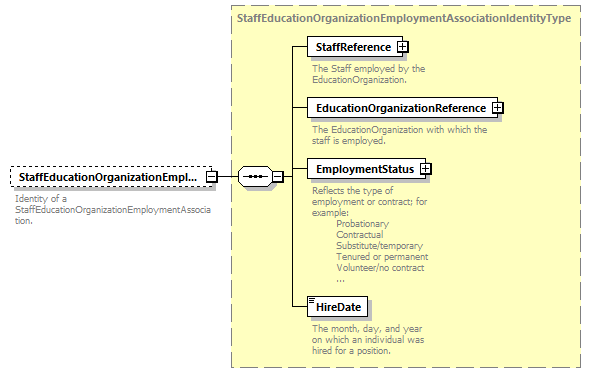 StaffEducationOrganizationEmploymentAssociationIdentityType
StaffReference
The Staff employed by the
EducationOrganization.
EducationOrganizationReference
The EducationOrganization with which the
staff is employed.
StaffEducationOrganizationEmpl...
Identity of a
StaffEducationOrganizationEmploymentAssocia
tion.
EmploymentStatus
Reflects the type of
employment or contract; for
example:
Probationary
Contractual
Substitute/temporary
Tenured or permanent
Volunteer/no contract
...
HireDate
The month, day, and year
on which an individual was
hired for a position.